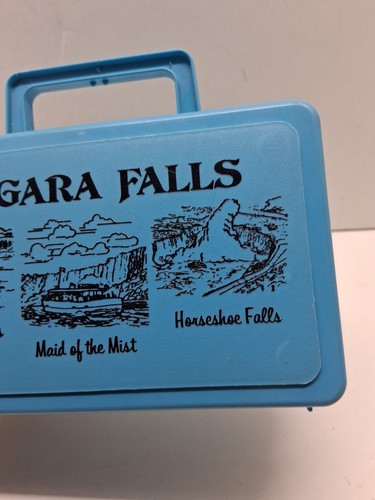 GARA FALLS
Maid of the Mist
Horseshoe Falls